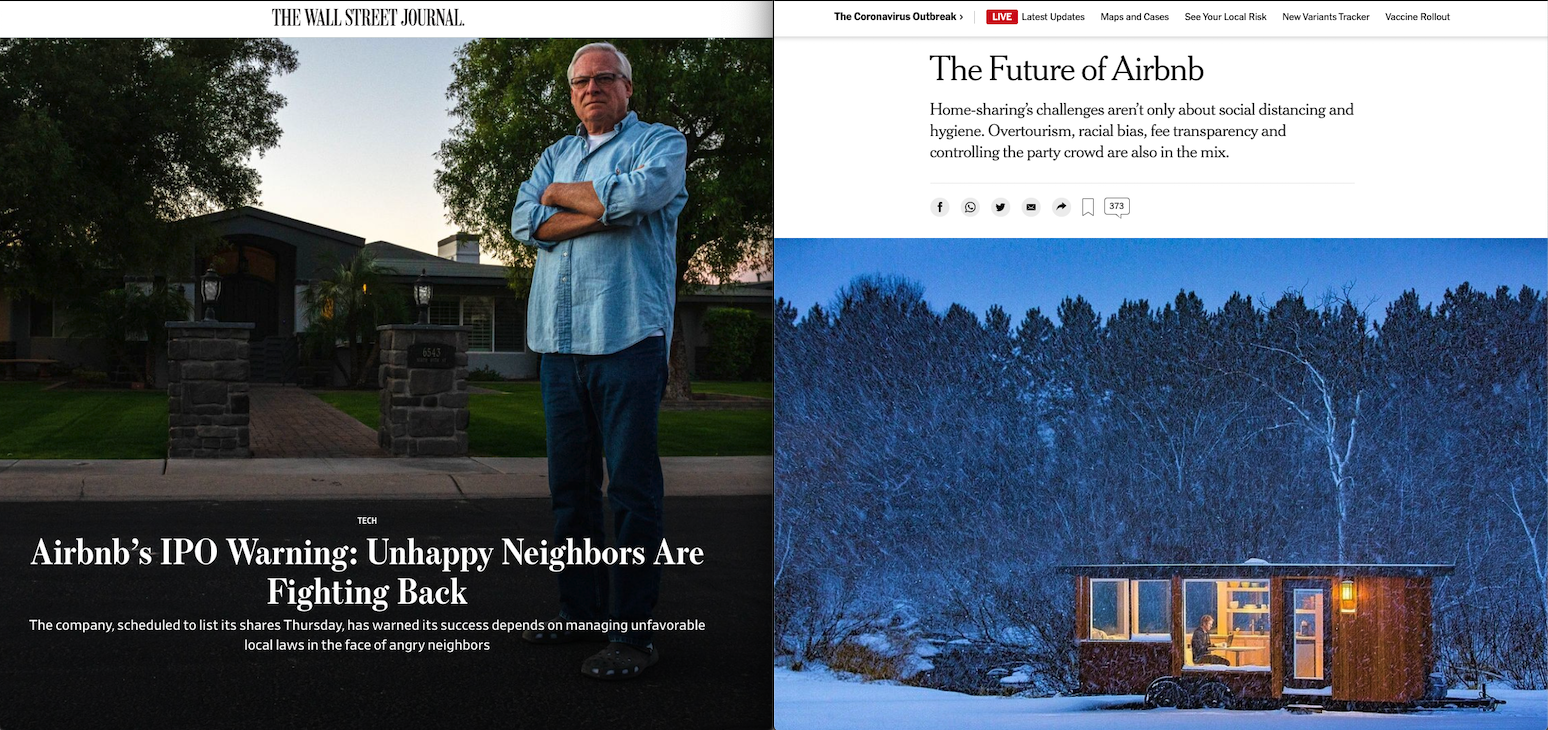 THE WALL STREET JOURNAL.
6543
TECH
Airbnb’s IPO Warning: Unhappy Neighbors Are
Fighting Back
The company, scheduled to list its shares Thursday, has warned its success depends on managing unfavorable
local laws in the face of angry neighbors
The Coronavirus Outbreak › LIVE Latest Updates Maps and Cases See Your Local Risk New Variants Tracker Vaccine Rollout
The Future of Airbnb
Home-sharing’s challenges aren’t only about social distancing and
hygiene. Overtourism, racial bias, fee transparency and
controlling the party crowd are also in the mix.
373